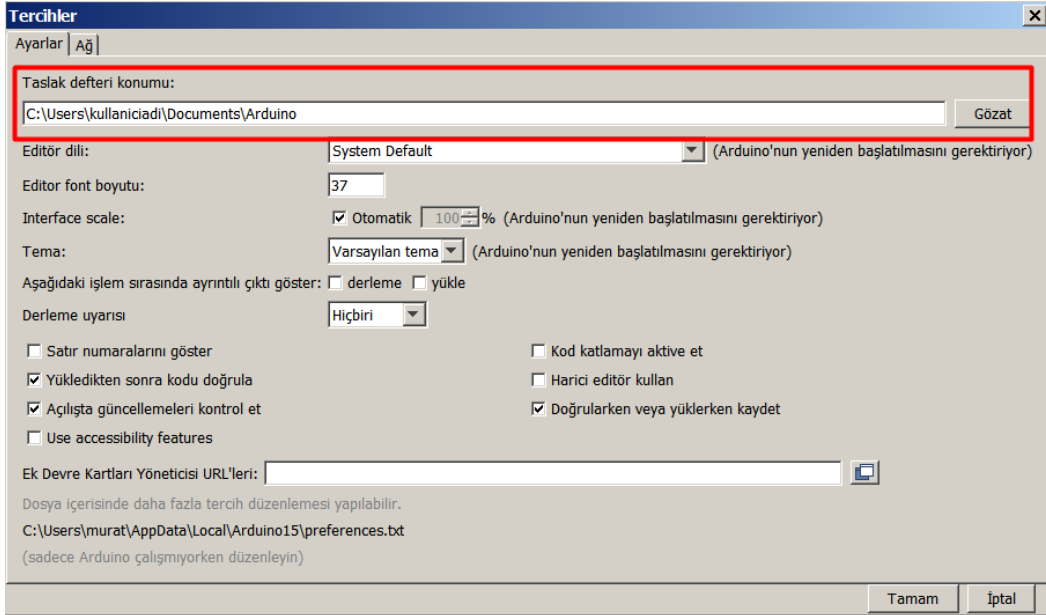 Tercihler
Ayarlar Ağ
Taslak defteri konumu:
C:\Users\kullaniciadi\Documents\Arduino Gözat
Editör dili: System Default (Arduino'nun yeniden başlatılmasını gerektiriyor)
Editor font boyutu: 37
Interface scale: Otomatik 100 % (Arduino'nun yeniden başlatılmasını gerektiriyor)
Tema: Varsayılan tema (Arduino'nun yeniden başlatılmasını gerektiriyor)
Aşağıdaki işlem sırasında ayrıntılı çıktı göster: derleme yükle
Derleme uyarısı Hiçbiri
Satır numaralarını göster Kod katlamayı aktive et
Yükledikten sonra kodu doğrula Harici editör kullan
Açılışta güncellemeleri kontrol et Doğrularken veya yüklerken kaydet
Use accessibility features
Ek Devre Kartları Yöneticisi URL'leri:
Dosya içerisinde daha fazla tercih düzenlemesi yapılabilir.
C:\Users\murat\AppData\Local\Arduino15\preferences.txt
(sadece Arduino çalışmıyorken düzenleyin)
Tamam İptal